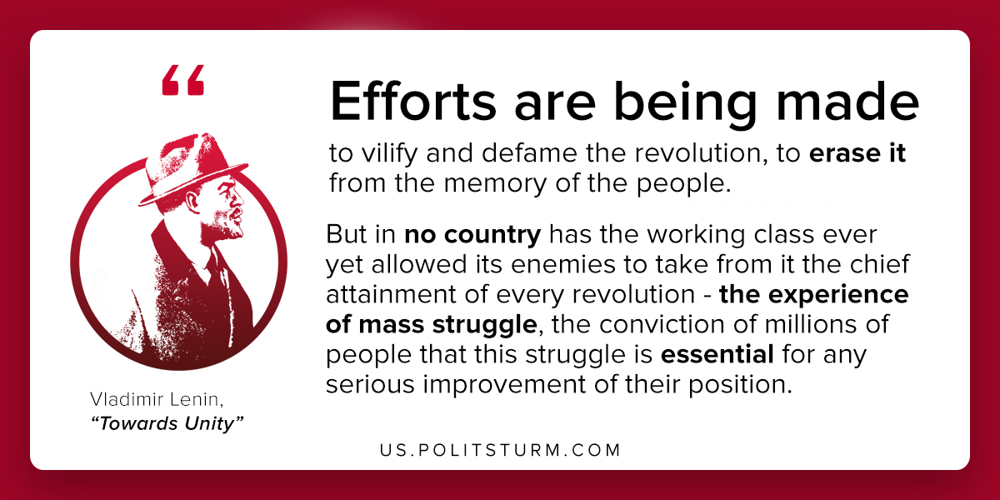 “
Efforts are being made
to vilify and defame the revolution, to erase it
from the memory of the people.
But in no country has the working class ever
yet allowed its enemies to take from it the chief
attainment of every revolution - the experience
of mass struggle, the conviction of millions of
people that this struggle is essential for any
serious improvement of their position.
Vladimir Lenin,
“Towards Unity”
US.POLITSTURM.COM